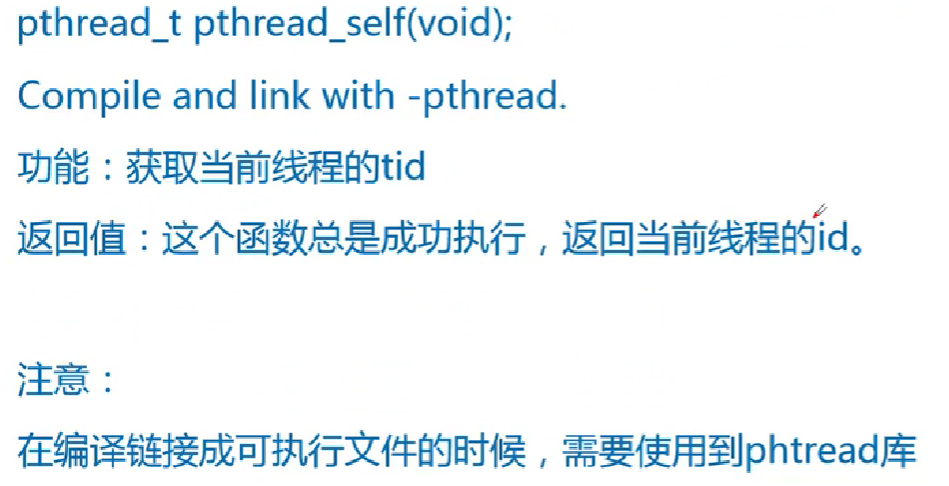 pthread_t pthread_self(void);
Compile and link with -pthread.
功能：获取当前线程的tid
返回值：这个函数总是成功执行，返回当前线程的id。
注意：
在编译链接成可执行文件的时候，需要使用到phtread库